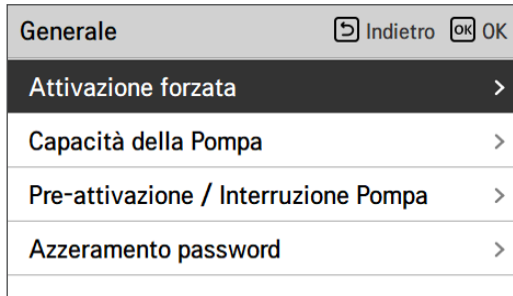 Generale Indietro OK OK
Attivazione forzata
Capacità della Pompa
Pre-attivazione / Interruzione Pompa
Azzeramento password